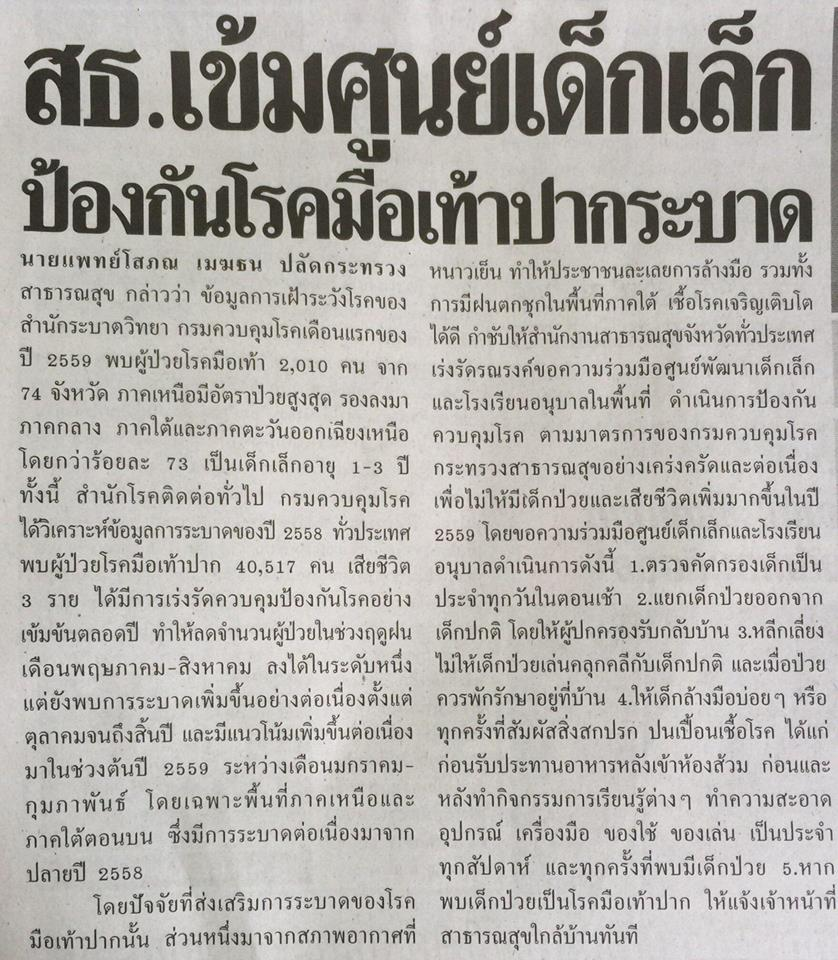 สธ.เข้มศูนย์เด็กเล็ก
ป้องกันโรคมือเท้าปากระบาด
นายแพทย์โสภณ เมฆธน ปลัดกระทรวง
สาธารณสุข กล่าวว่า ข้อมูลการเฝ้าระวังโรคของ
สำนักระบาดวิทยา กรมควบคุมโรคเดือนแรกของ
ปี 2559 พบผู้ป่วยโรคมือเท้า 2,010 คน จาก
74 จังหวัด ภาคเหนือมีอัตราป่วยสูงสุด รองลงมา
ภาคกลาง ภาคใต้และภาคตะวันออกเฉียงเหนือ
โดยกว่าร้อยละ 73 เป็นเด็กเล็กอายุ 1-3 ปี
ทั้งนี้ สำนักโรคติดต่อทั่วไป กรมควบคุมโรค
ได้วิเคราะห์ข้อมูลการระบาดของปี 2558 ทั่วประเทศ
พบผู้ป่วยโรคมือเท้าปาก 40,517 คน เสียชีวิต
3 ราย ได้มีการเร่งรัดควบคุมป้องกันโรคอย่าง
เข้มข้นตลอดปี ทำให้ลดจำนวนผู้ป่วยในช่วงฤดูฝน
เดือนพฤษภาคม-สิงหาคม ลงได้ในระดับหนึ่ง
แต่ยังพบการระบาดเพิ่มขึ้นอย่างต่อเนื่องตั้งแต่
ตุลาคมจนถึงสิ้นปี และมีแนวโน้มเพิ่มขึ้นต่อเนื่อง
มาในช่วงต้นปี 2559 ระหว่างเดือนมกราคม-
กุมภาพันธ์ โดยเฉพาะพื้นที่ภาคเหนือและ
ภาคใต้ตอนบน ซึ่งมีการระบาดต่อเนื่องมาจาก
ปลายปี 2558
โดยปัจจัยที่ส่งเสริมการระบาดของโรค
มือเท้าปากนั้น ส่วนหนึ่งมาจากสภาพอากาศที่
หนาวเย็น ทำให้ประชาชนละเลยการล้างมือ รวมทั้ง
การมีฝนตกชุกในพื้นที่ภาคใต้ เชื้อโรคเจริญเติบโต
ได้ดี กำชับให้สำนักงานสาธารณสุขจังหวัดทั่วประเทศ
เร่งรัดรณรงค์ขอความร่วมมือศูนย์พัฒนาเด็กเล็ก
และโรงเรียนอนุบาลในพื้นที่ ดำเนินการป้องกัน
ควบคุมโรค ตามมาตรการของกรมควบคุมโรค
กระทรวงสาธารณสุขอย่างเคร่งครัดและต่อเนื่อง
เพื่อไม่ให้มีเด็กป่วยและเสียชีวิตเพิ่มมากขึ้นในปี
2559 โดยขอความร่วมมือศูนย์เด็กเล็กและโรงเรียน
อนุบาลดำเนินการดังนี้ 1.ตรวจคัดกรองเด็กเป็น
ประจำทุกวันในตอนเช้า 2.แยกเด็กป่วยออกจาก
เด็กปกติ โดยให้ผู้ปกครองรับกลับบ้าน 3.หลีกเลี่ยง
ไม่ให้เด็กป่วยเล่นคลุกคลีกับเด็กปกติ และเมื่อป่วย
ควรพักรักษาอยู่ที่บ้าน 4.ให้เด็กล้างมือบ่อยๆ หรือ
ทุกครั้งที่สัมผัสสิ่งสกปรก ปนเปื้อนเชื้อโรค ได้แก่
ก่อนรับประทานอาหารหลังเข้าห้องส้วม ก่อนและ
หลังทำกิจกรรมการเรียนรู้ต่างๆ ทำความสะอาด
อุปกรณ์ เครื่องมือ ของใช้ ของเล่น เป็นประจำ
ทุกสัปดาห์ และทุกครั้งที่พบมีเด็กป่วย 5.หาก
พบเด็กป่วยเป็นโรคมือเท้าปาก ให้แจ้งเจ้าหน้าที่
สาธารณสุขใกล้บ้านทันที